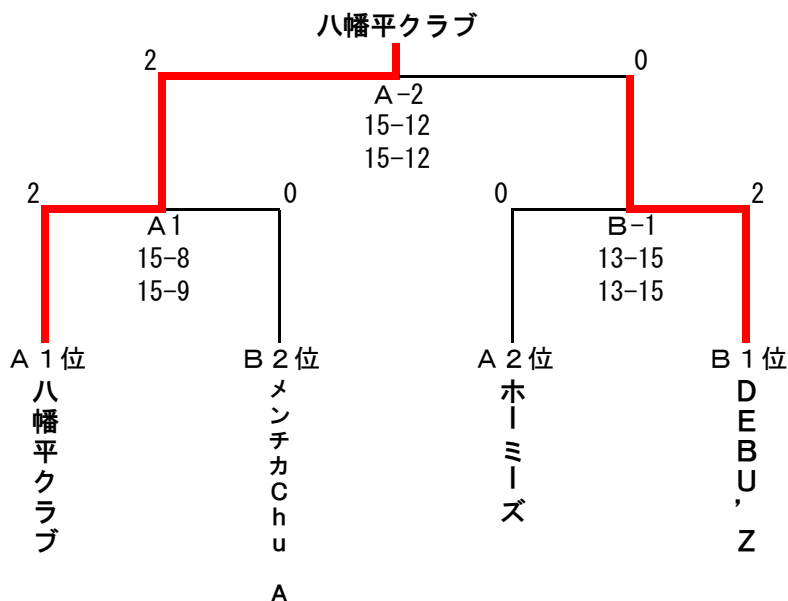 八幡平クラブ
2
0
A-2
15-12
15-12
2
0
0
2
A1
B-1
15-8
13-15
15-9
13-15
A1位
B2位
A2位
B1位
八幡平クラブ
メンチカChu A
ホーミーズ
DEBU’Z